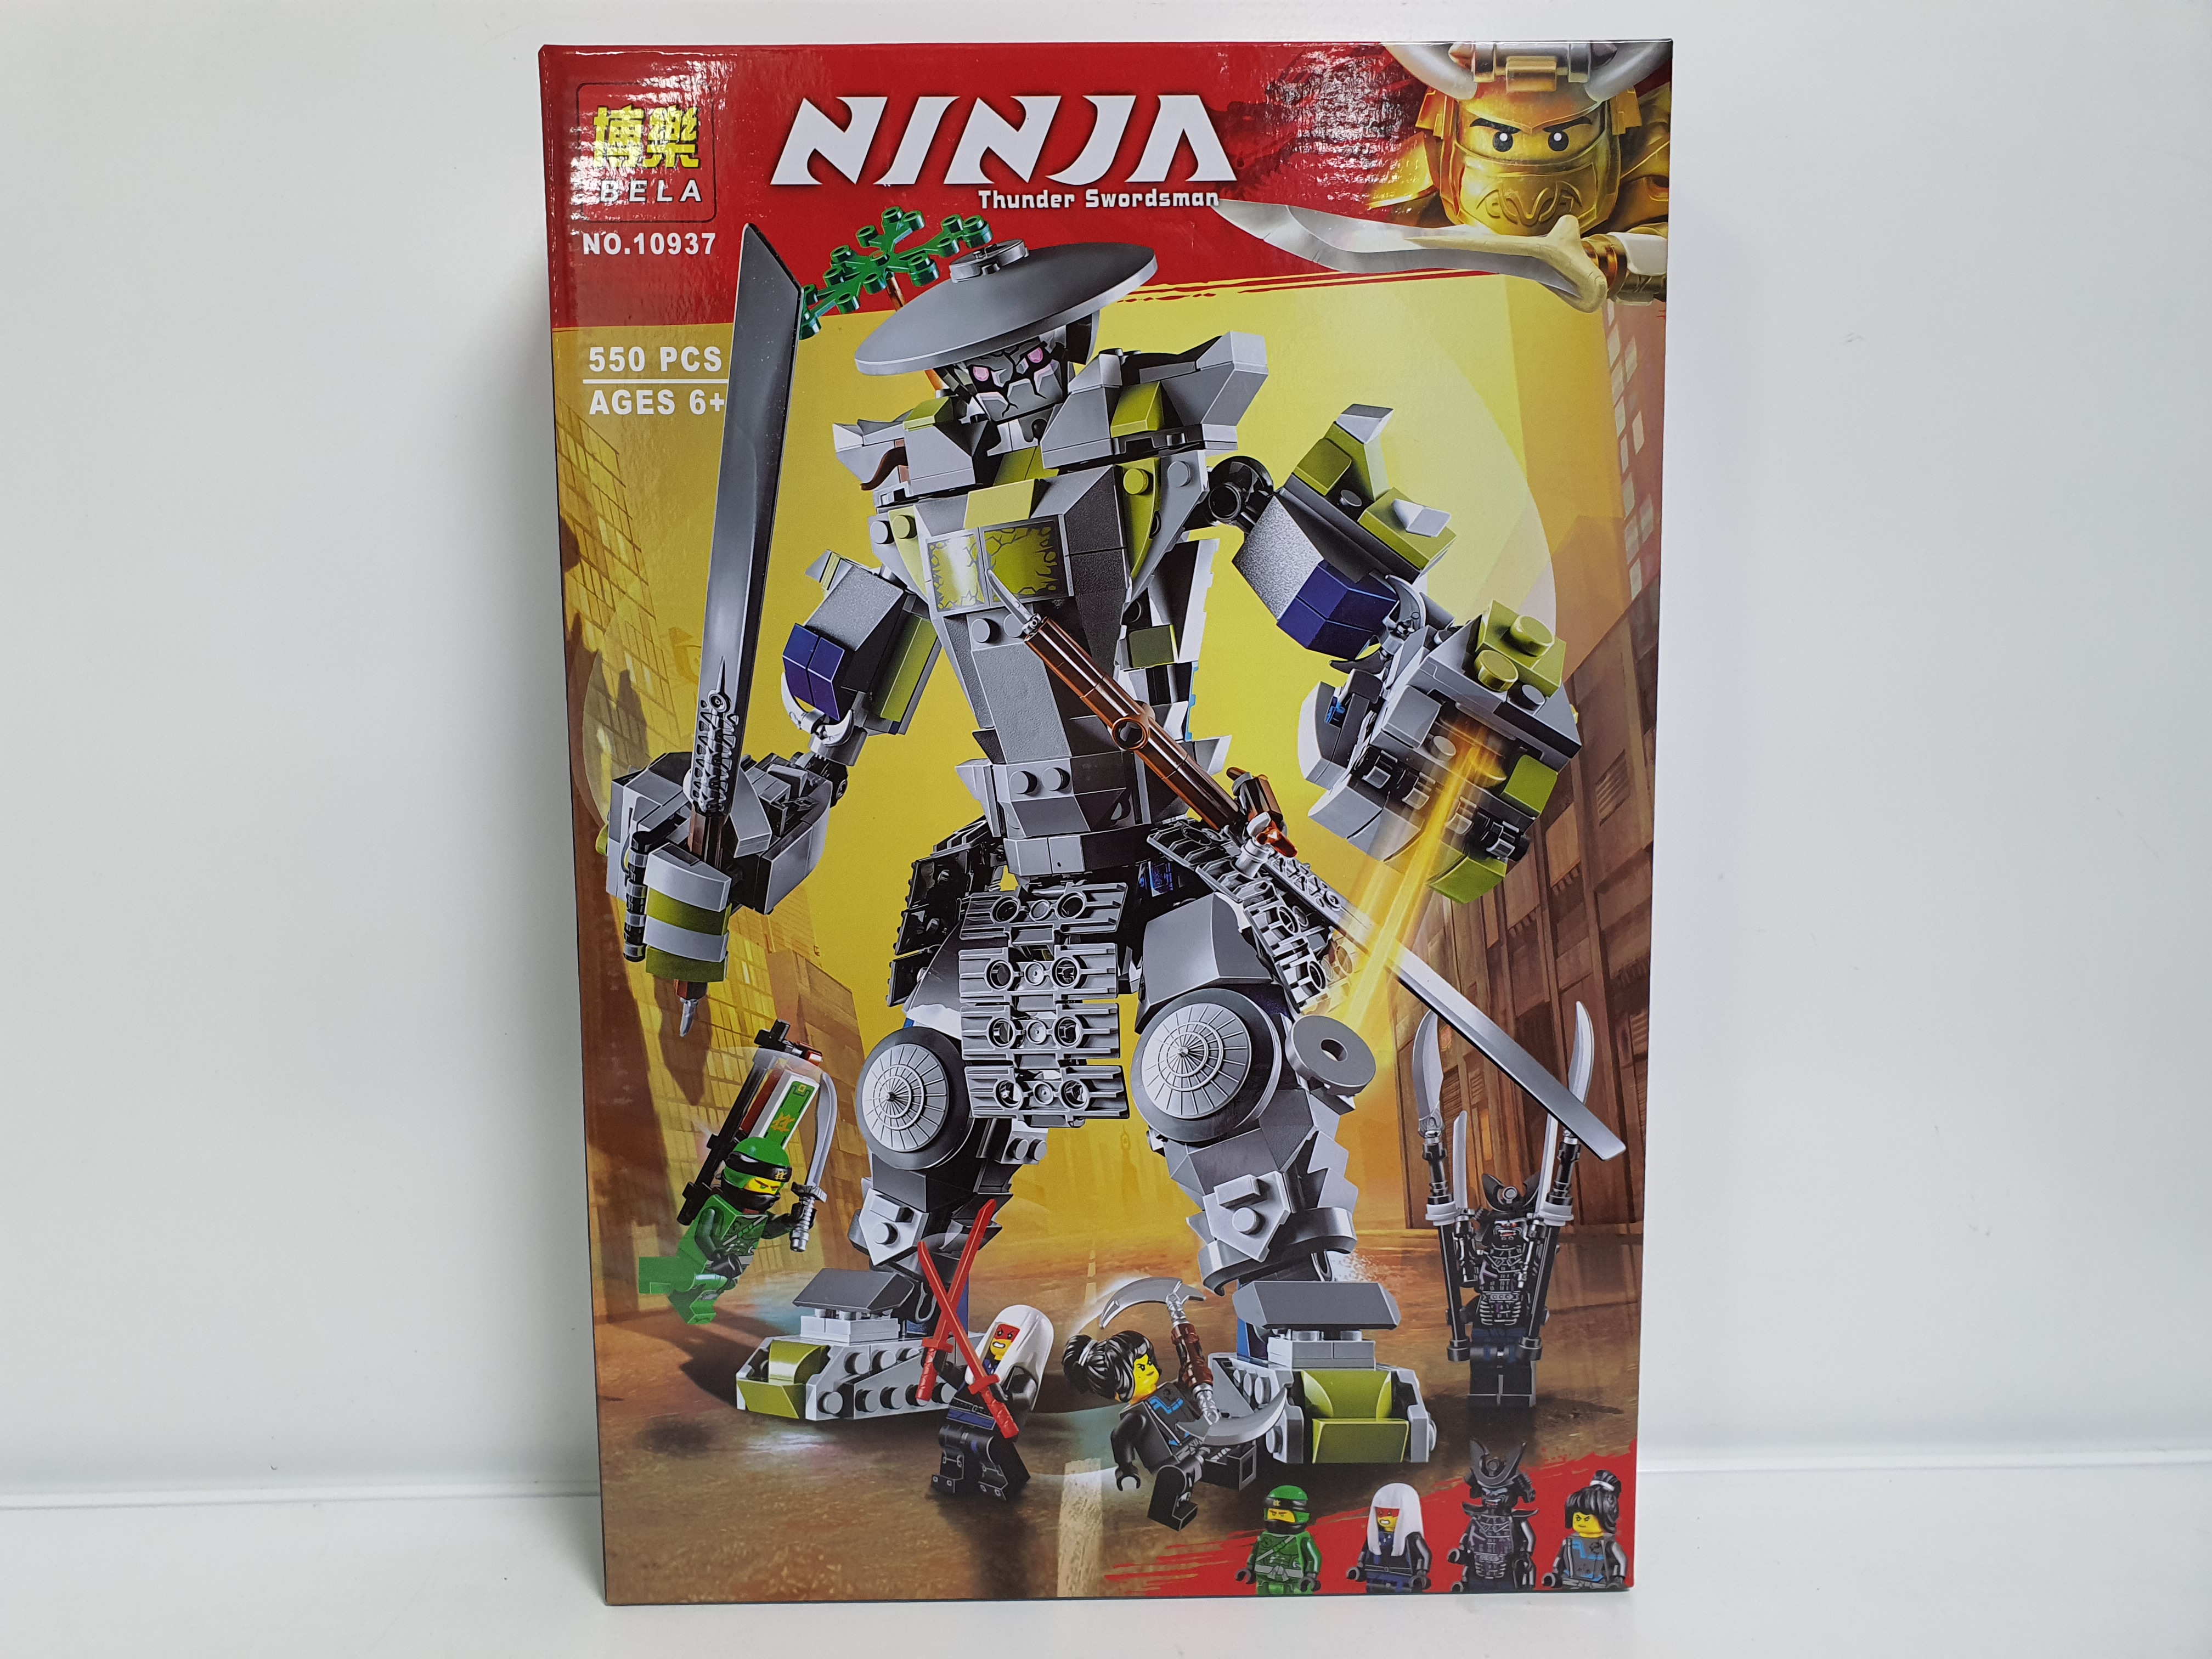 博樂
BELA
NO.10937
NINJA
Thunder Swordsman
550 PCS
AGES 6+